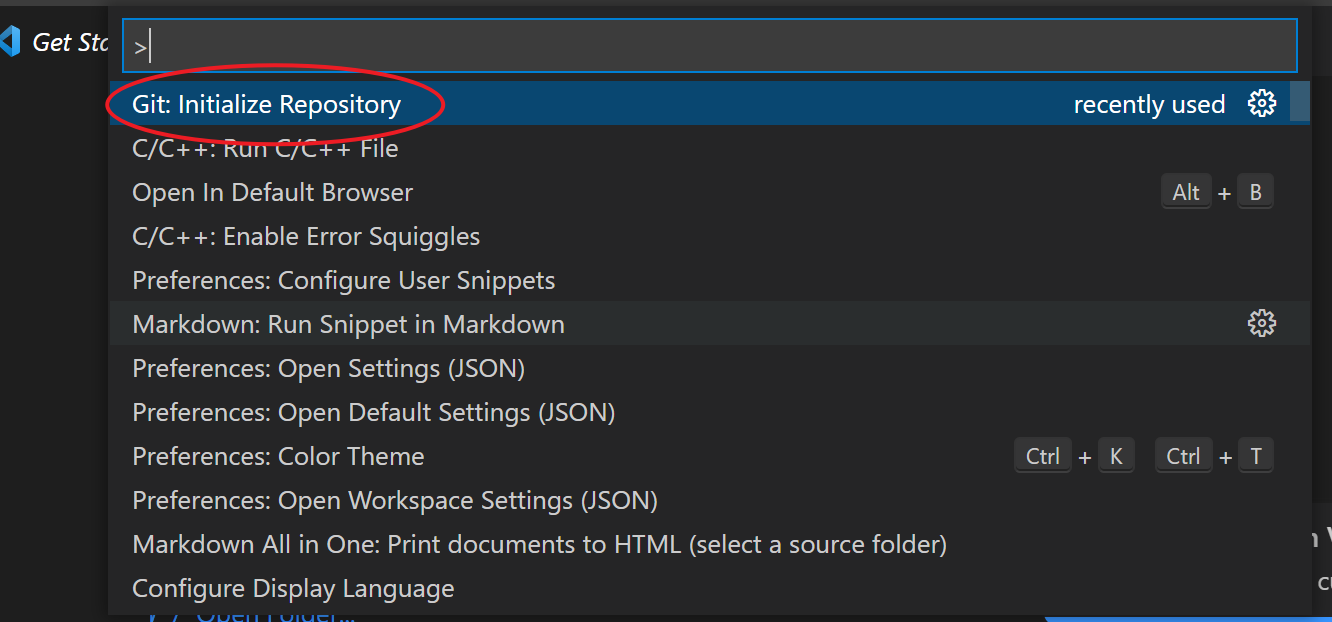 Get Sta
>
Git: Initialize Repository recently used
C/C++: Run C/C++ File
Open In Default Browser Alt + B
C/C++: Enable Error Squiggles
Preferences: Configure User Snippets
Markdown: Run Snippet in Markdown
Preferences: Open Settings (JSON)
Preferences: Open Default Settings (JSON)
Preferences: Color Theme Ctrl + K Ctrl + T
Preferences: Open Workspace Settings (JSON)
Markdown All in One: Print documents to HTML (select a source folder)
Configure Display Language
Open Folder...